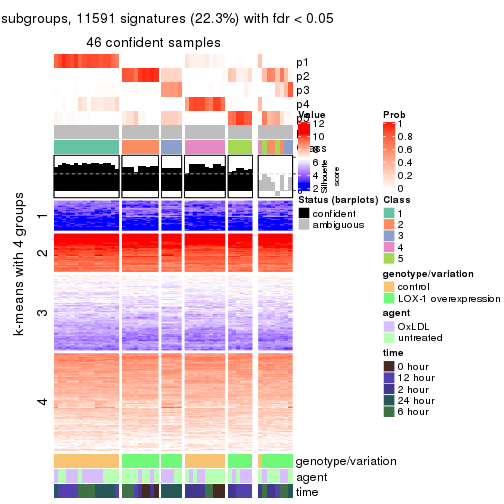 subgroups, 11591 signatures (22.3%) with fdr < 0.05
46 confident samples
p1
p2
p3
p4
Value
12
10
8
6
4
2
Silhouette
score
Prob
1
0.8
0.6
0.4
0.2
0
Status (barplots)
confident
ambiguous
Class
1
2
3
4
5
genotype/variation
control
LOX-1 overexpression
agent
OxLDL
untreated
time
0 hour
12 hour
2 hour
24 hour
6 hour
k-means with 4 groups
1
2
3
4
genotype/variation
agent
time